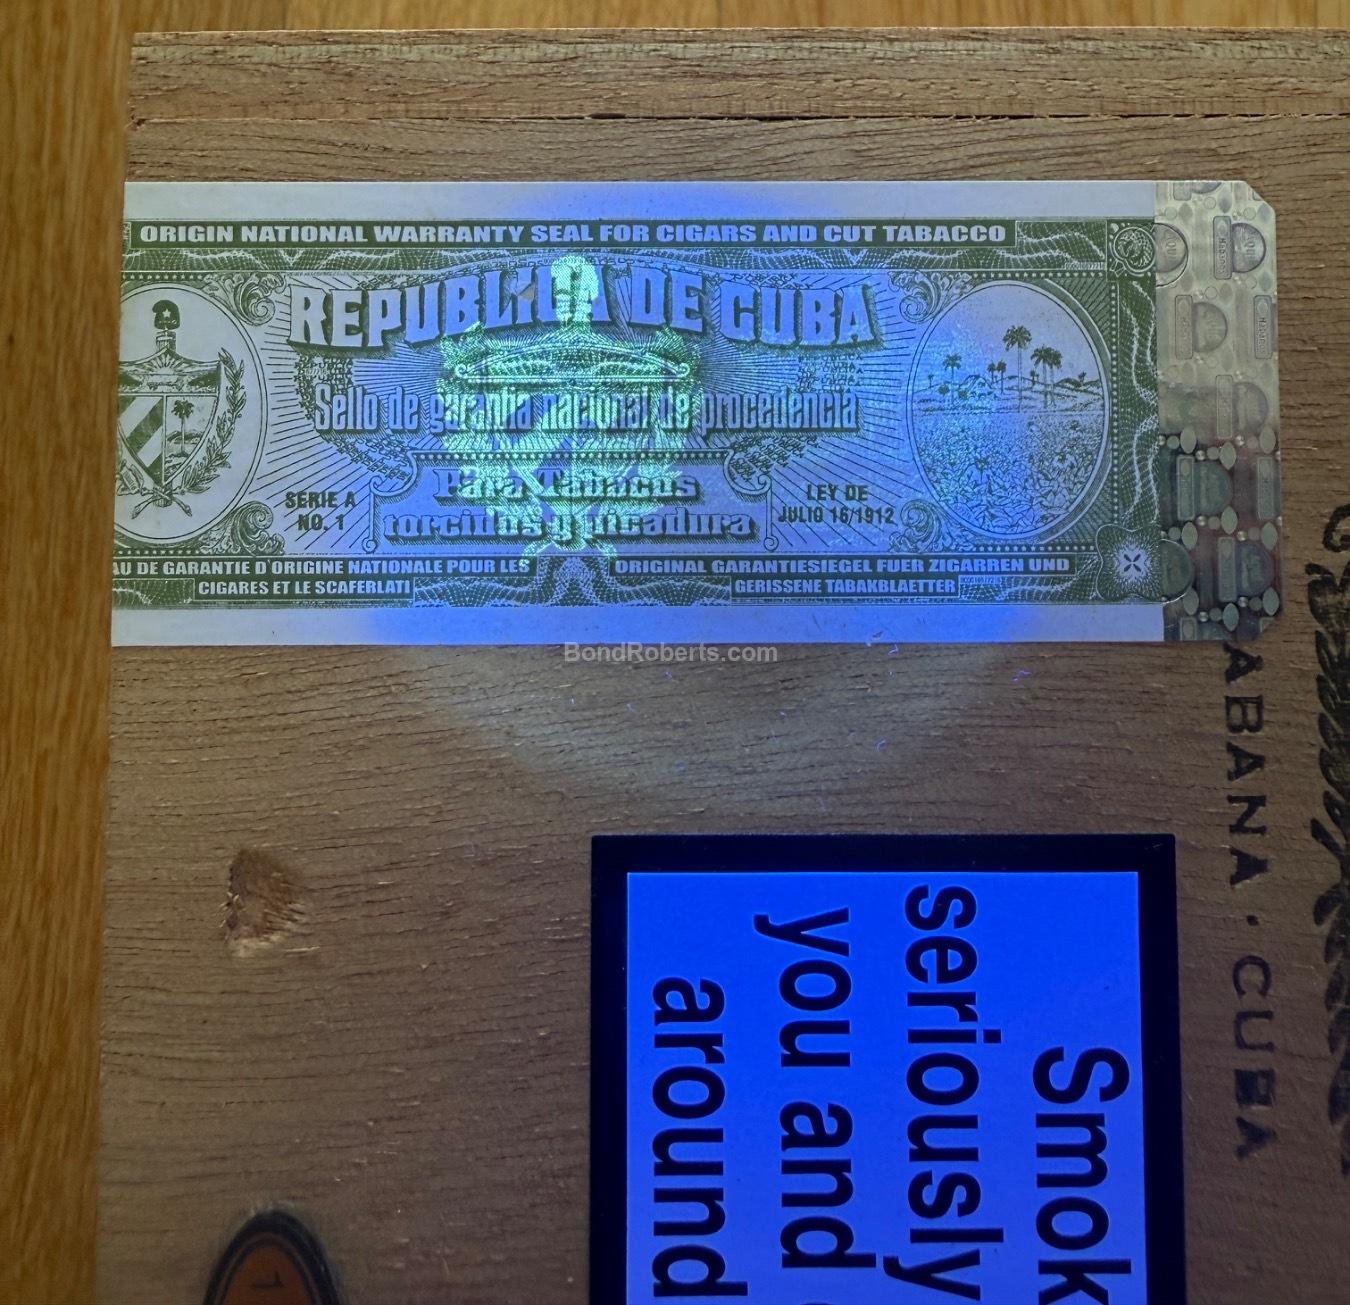 ORIGIN NATIONAL WARRANTY SEAL FOR CIGARS AND CUT TABACCO
REPUBLICA DE CUBA
Sello de garantia nacional de procedencia
Para Tabacos
torcidos y picadura
SERIE A
NO. 1
LEY DE
JULIO 16/1912
AU DE GARANTIE D'ORIGINE NATIONALE POUR LES
CIGARES ET LE SCAFERLATI
ORIGINAL GARANTIESIEGEL FUER ZIGARREN UND
GERISSENE TABAKBLAETTER
BondRoberts.com
ABANA · CUBA
Smok
seriously
you and
around